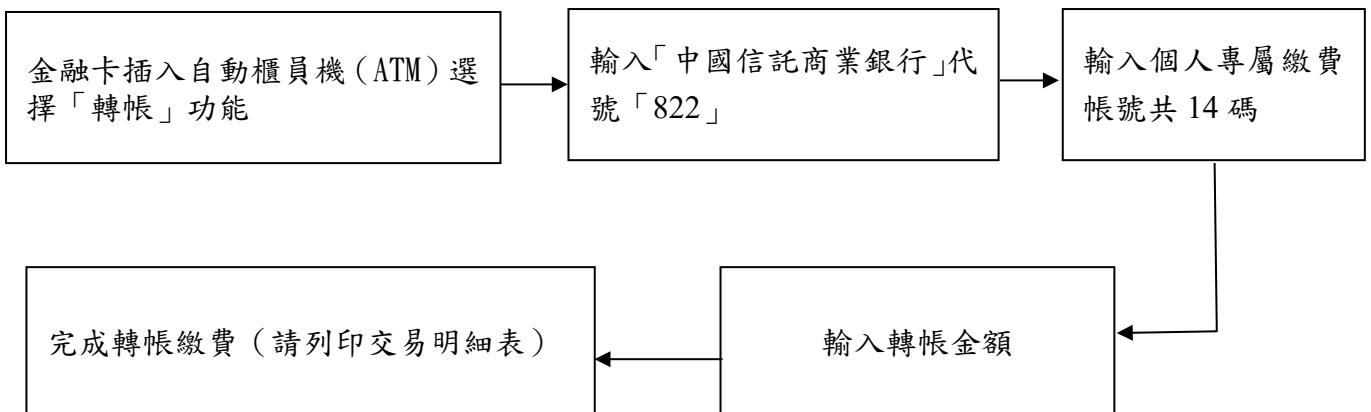 金融卡插入自動櫃員機(ATM)選
擇「轉帳」功能
輸入「中國信託商業銀行」代
號「822」
輸入個人專屬繳費
帳號共 14 碼
輸入轉帳金額
完成轉帳繳費(請列印交易明細表)